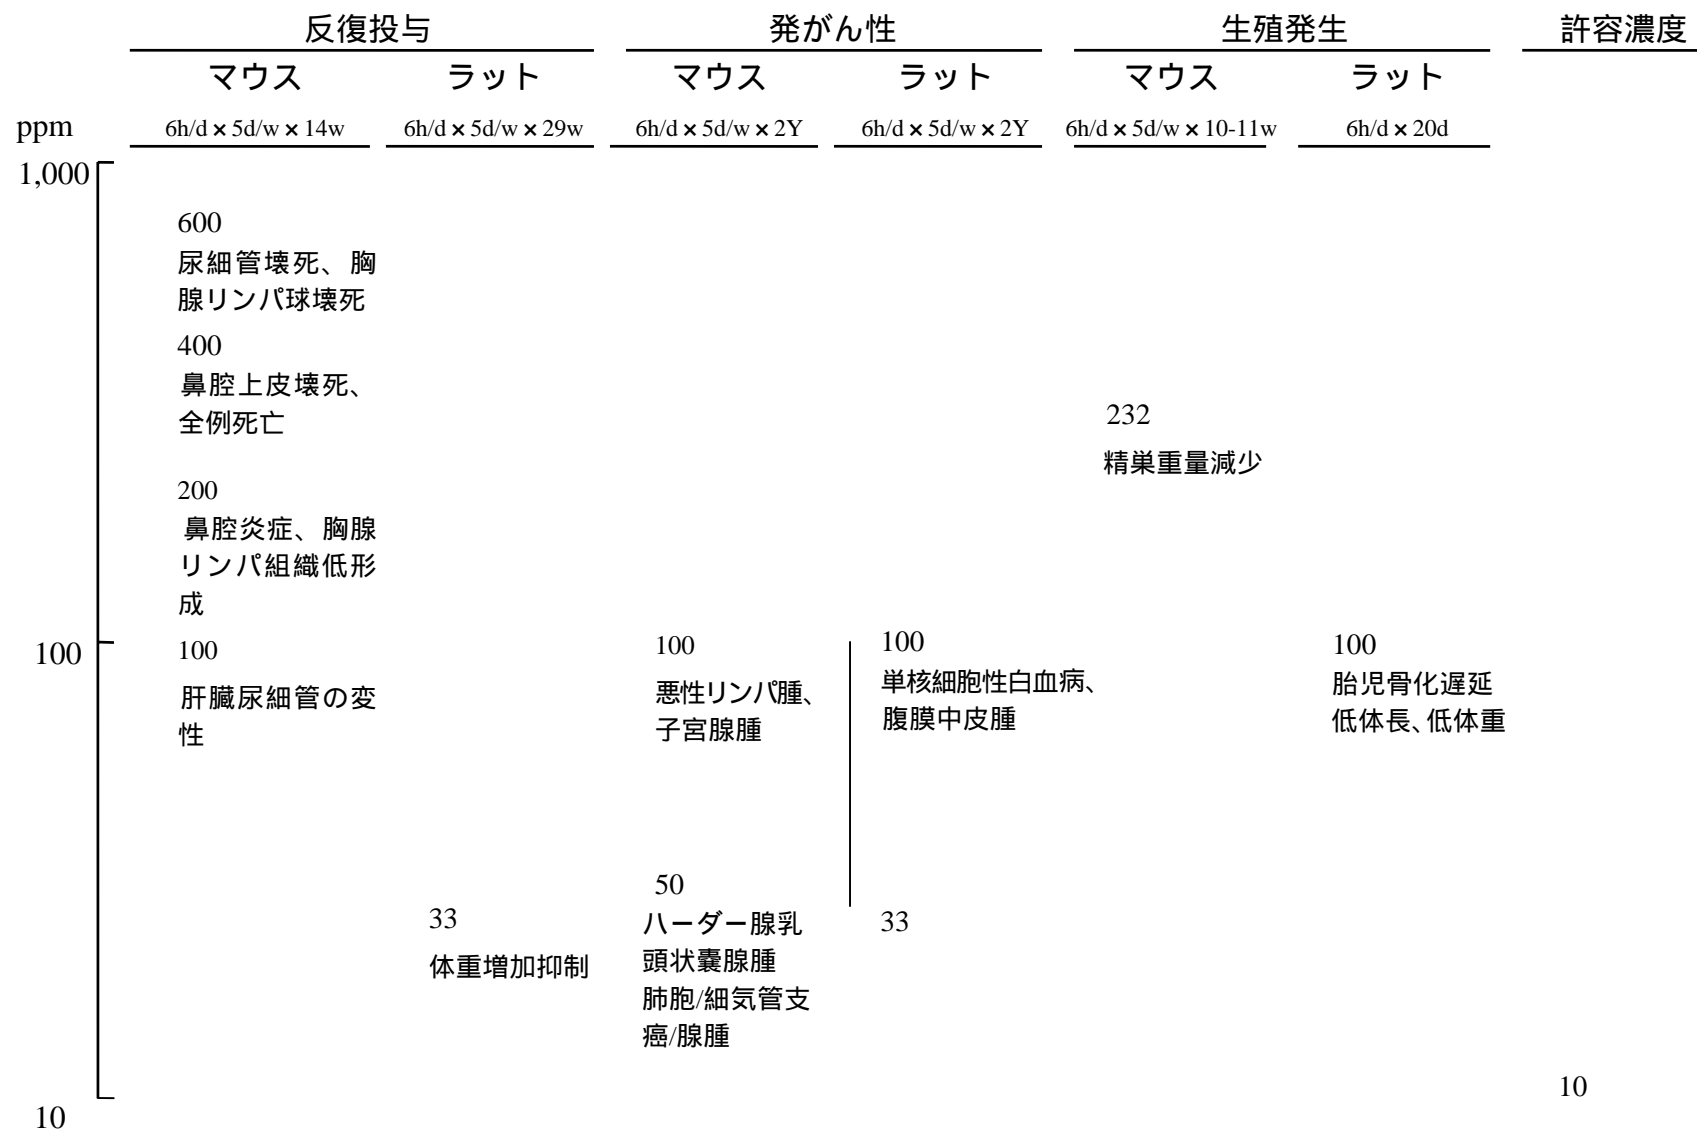 反復投与
発がん性
生殖発生
許容濃度
マウス
ラット
マウス
ラット
マウス
ラット
ppm
6h/d × 5d/w × 14w
6h/d × 5d/w × 29w
6h/d × 5d/w × 2Y
6h/d × 5d/w × 2Y
6h/d × 5d/w × 10-11w
6h/d × 20d
1,000
100
10
600
尿細管壊死、胸
腺リンパ球壊死
400
鼻腔上皮壊死、
全例死亡
200
鼻腔炎症、胸腺
リンパ組織低形
成
100
肝臓尿細管の変
性
33
体重増加抑制
100
悪性リンパ腫、
子宮腺腫
50
ハーダー腺乳
頭状嚢腺腫
肺胞/細気管支
癌/腺腫
100
単核細胞性白血病、
腹膜中皮腫
33
232
精巣重量減少
100
胎児骨化遅延
低体長、低体重
10